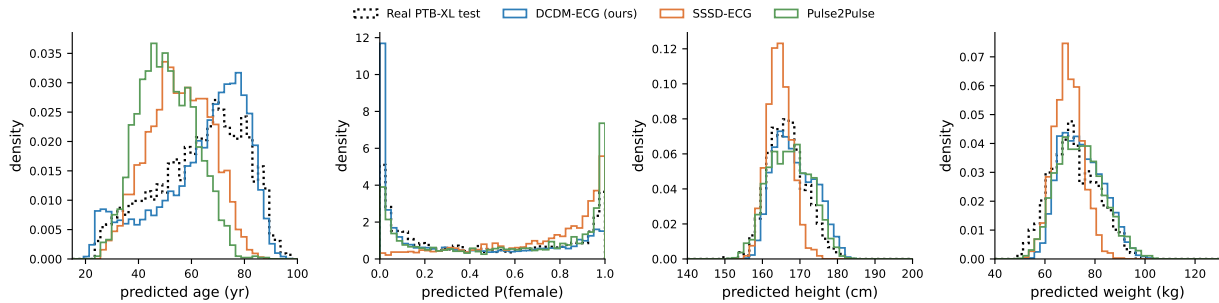 Real PTB-XL test DCDM-ECG (ours) SSSD-ECG Pulse2Pulse
density
0.035
0.030
0.025
0.020
0.015
0.010
0.005
0.000
20 40 60 80 100
predicted age (yr)
density
12
10
8
6
4
2
0
0.0 0.2 0.4 0.6 0.8 1.0
predicted P(female)
density
0.12
0.10
0.08
0.06
0.04
0.02
0.00
140 160 180 200
predicted height (cm)
density
0.07
0.06
0.05
0.04
0.03
0.02
0.01
0.00
40 60 80 100 120
predicted weight (kg)